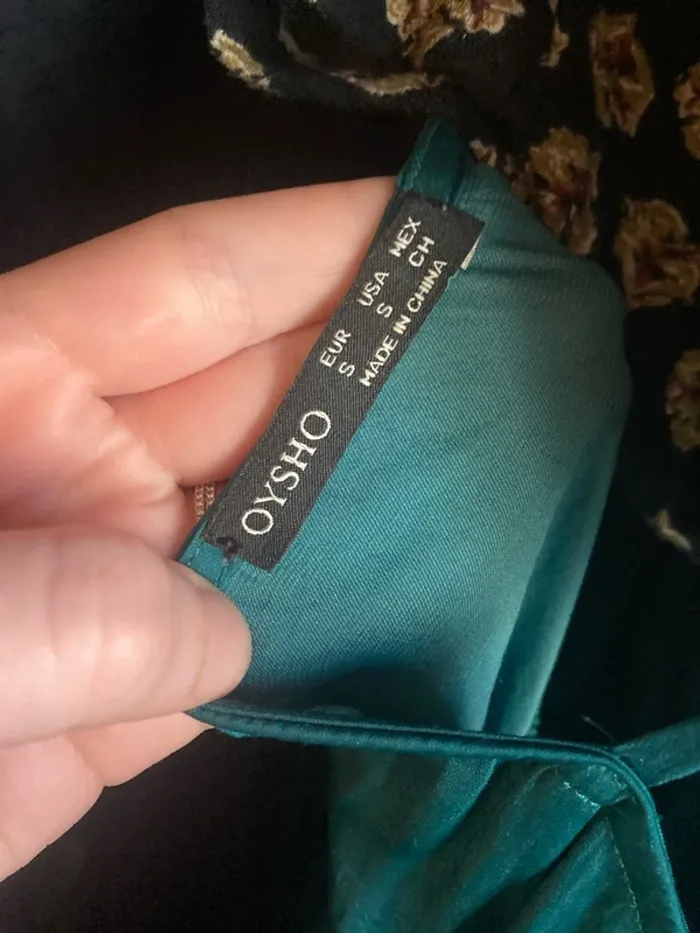 OYSHO
EUR USA MEX
S S CH
MADE IN CHINA